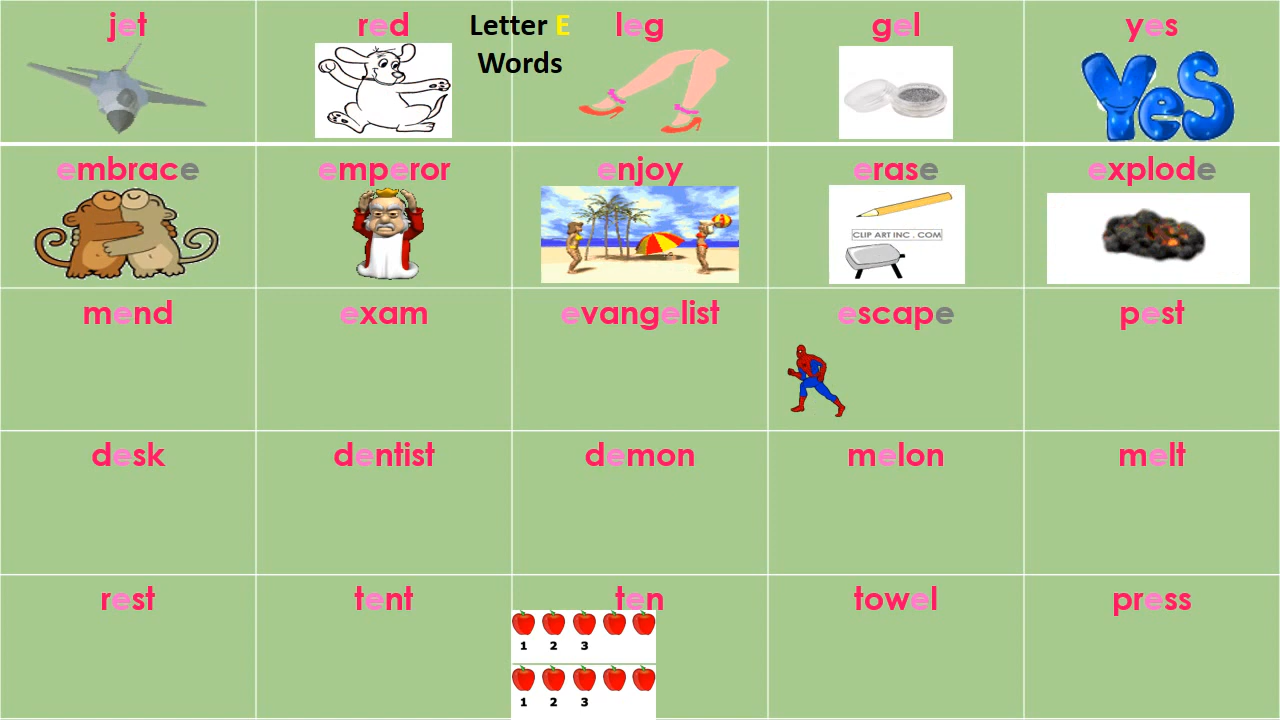 jet
red
Letter E
Words
leg
gel
yes
YeS
embrace
emperor
enjoy
erase
explode
CLIP ART INC . COM
mend
exam
evangelist
escape
pest
desk
dentist
demon
melon
melt
rest
tent
ten
towel
press
1 2 3
1 2 3